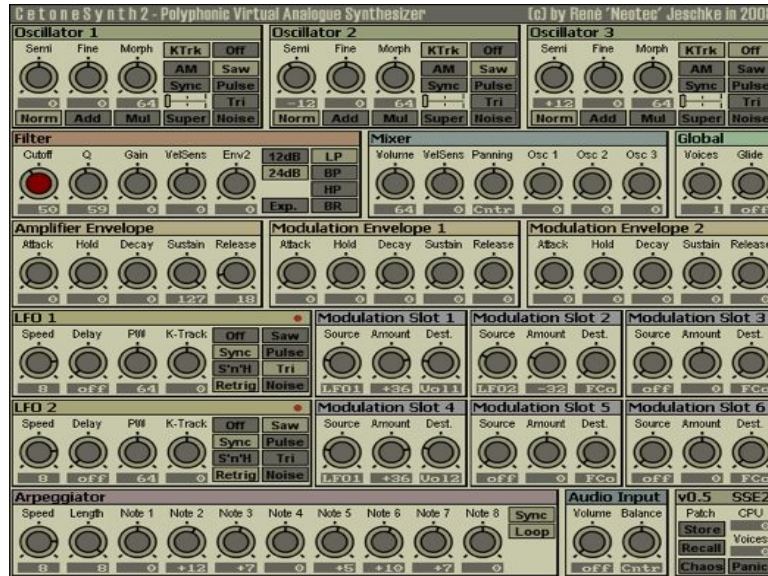 CetoneSynth2 - Polyphonic Virtual Analogue Synthesizer (c) by René 'Neotec' Jeschke in 2008
Oscillator 1 Oscillator 2 Oscillator 3
Semi Fine Morph KTrk Off Semi Fine Morph KTrk Off Semi Fine Morph KTrk Off
AM Saw AM Saw AM Saw
Sync Pulse Sync Pulse Sync Pulse
0 0 64 Tri -12 0 64 Tri +12 0 64 Tri
Norm Add Mul Super Noise Norm Add Mul Super Noise Norm Add Mul Super Noise
Filter Mixer Global
Cutoff Q Gain VelSens Env2 12dB LP Volume VelSens Panning Osc 1 Osc 2 Osc 3 Voices Glide
24dB BP
HP
50 59 0 0 0 Exp. BR 64 0 Cntr 0 0 0 1 off
Amplifier Envelope Modulation Envelope 1 Modulation Envelope 2
Attack Hold Decay Sustain Release Attack Hold Decay Sustain Release Attack Hold Decay Sustain Release
0 0 0 127 18 0 0 0 0 0 0 0 0 0 0
LFO 1 Modulation Slot 1 Modulation Slot 2 Modulation Slot 3
Speed Delay PW K-Track Off Saw Source Amount Dest. Source Amount Dest. Source Amount Dest.
Sync Pulse
S'n'H Tri
8 off 64 0 Retrig Noise LFO1 +36 Vol1 LFO2 -32 FCo off 0 FCo
LFO 2 Modulation Slot 4 Modulation Slot 5 Modulation Slot 6
Speed Delay PW K-Track Off Saw Source Amount Dest. Source Amount Dest. Source Amount Dest.
Sync Pulse
S'n'H Tri
8 off 64 0 Retrig Noise LFO1 +36 Vol2 off 0 FCo off 0 FCo
Arpeggiator Audio Input v0.5 SSE2
Speed Length Note 1 Note 2 Note 3 Note 4 Note 5 Note 6 Note 7 Note 8 Sync Volume Balance Patch CPU
Store 0
Loop Voices
Recall
8 8 0 +12 +7 0 +5 +10 +7 0 off Cntr Chaos Panic